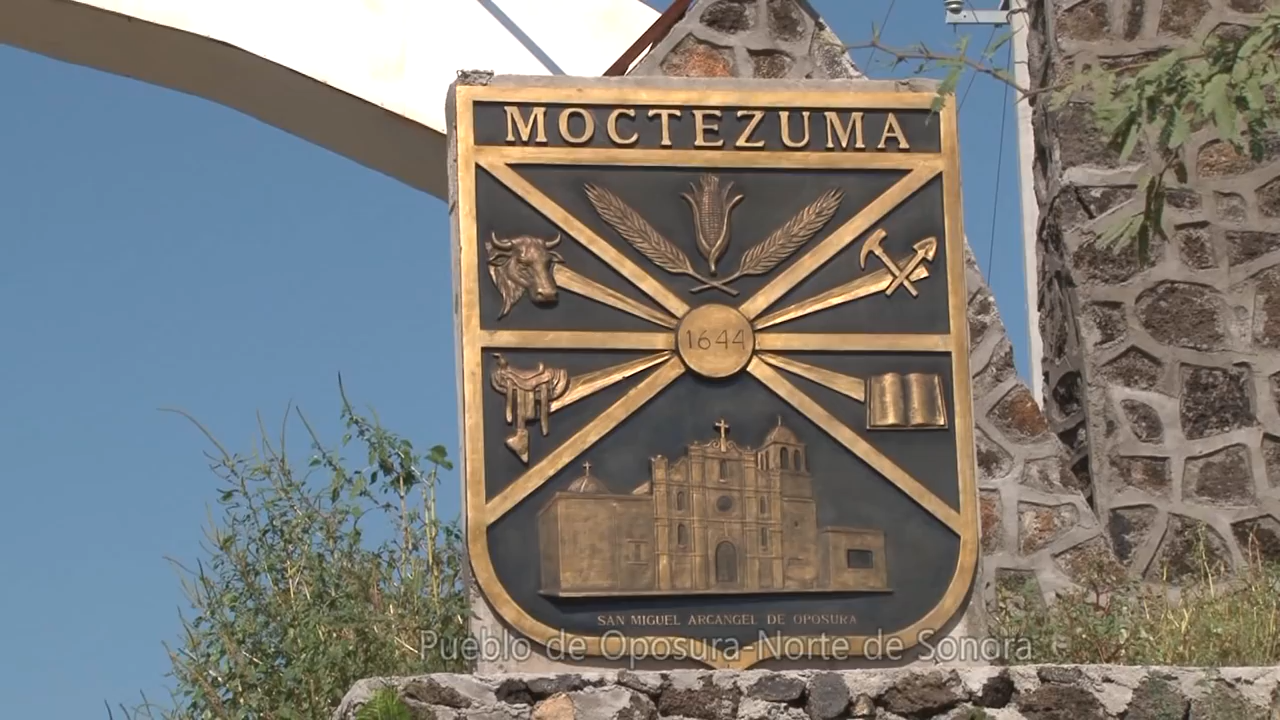 MOCTEZUMA
1644
SAN MIGUEL ARCANGEL DE OPOSURA
Pueblo de Oposura-Norte de Sonora